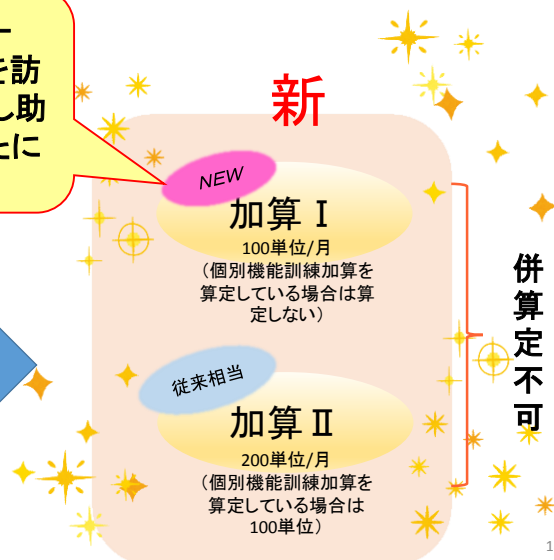 ー
を訪
し助
たに
新
NEW
加算Ⅰ
100単位/月
（個別機能訓練加算を
算定している場合は算
定しない）
従来相当
加算Ⅱ
200単位/月
（個別機能訓練加算を
算定している場合は
100単位）
併算定不可
1